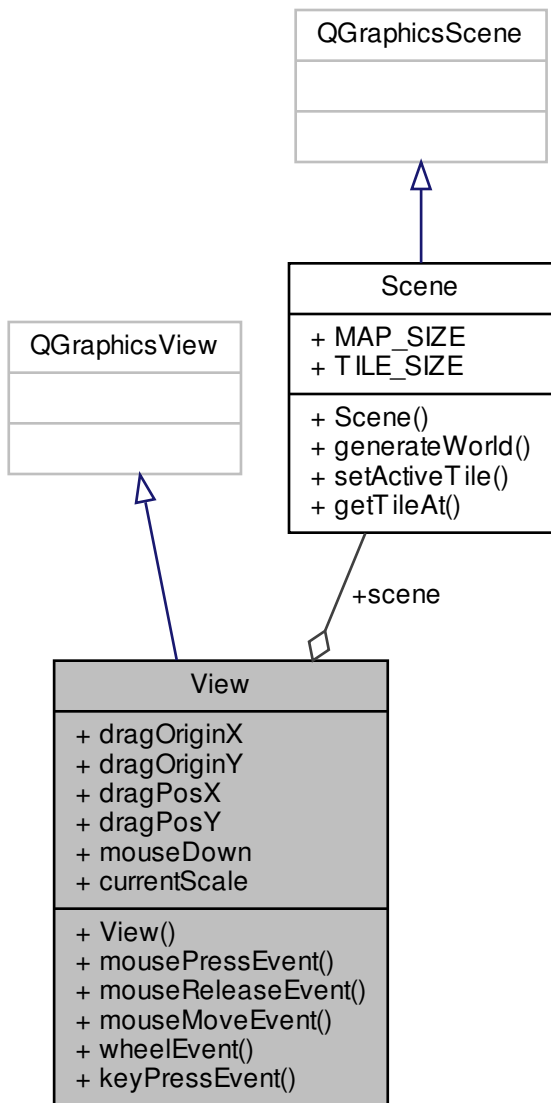 QGraphicsScene
Scene
+ MAP_SIZE
+ TILE_SIZE
+ Scene()
+ generateWorld()
+ setActiveTile()
+ getTileAt()
QGraphicsView
+scene
View
+ dragOriginX
+ dragOriginY
+ dragPosX
+ dragPosY
+ mouseDown
+ currentScale
+ View()
+ mousePressEvent()
+ mouseReleaseEvent()
+ mouseMoveEvent()
+ wheelEvent()
+ keyPressEvent()